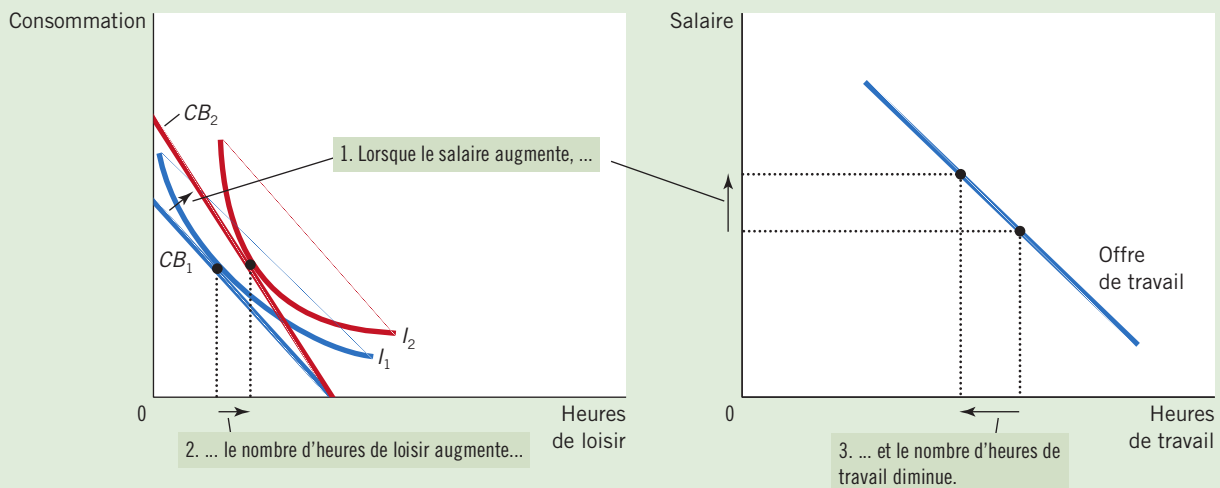 Consommation
CB2
1. Lorsque le salaire augmente, ...
CB1
I2
I1
0
Heures
de loisir
2. ... le nombre d'heures de loisir augmente...
Salaire
Offre
de travail
0
Heures
de travail
3. ... et le nombre d'heures de
travail diminue.